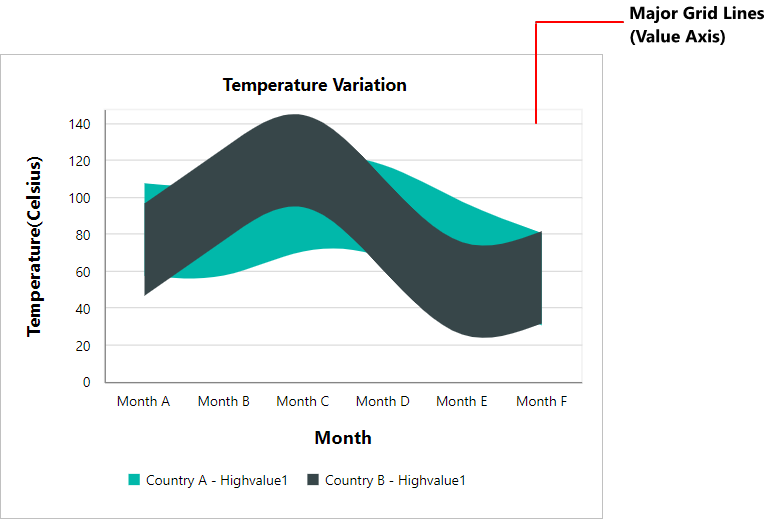 Major Grid Lines
(Value Axis)
Temperature Variation
Temperature(Celsius)
140
120
100
80
60
40
20
0
Month A Month B Month C Month D Month E Month F
Month
Country A - Highvalue1 Country B - Highvalue1